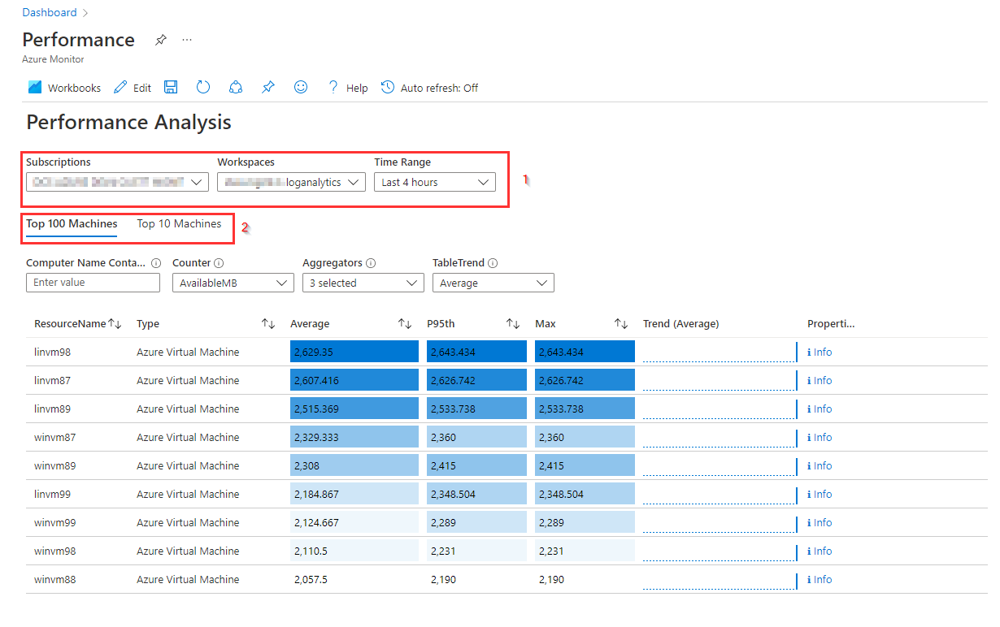 Dashboard
Performance
Azure Monitor
Workbooks Edit Help Auto refresh: Off
Performance Analysis
Subscriptions Workspaces Time Range
loganalytics Last 4 hours
1
Top 100 Machines Top 10 Machines
2
Computer Name Conta... Counter Aggregators TableTrend
Enter value AvailableMB 3 selected Average
ResourceName Type Average P95th Max Trend (Average) Properti...
linvm98 Azure Virtual Machine 2,629.35 2,643.434 2,643.434 Info
linvm87 Azure Virtual Machine 2,607.416 2,626.742 2,626.742 Info
linvm89 Azure Virtual Machine 2,515.369 2,533.738 2,533.738 Info
winvm87 Azure Virtual Machine 2,329.333 2,360 2,360 Info
winvm89 Azure Virtual Machine 2,308 2,415 2,415 Info
linvm99 Azure Virtual Machine 2,184.867 2,348.504 2,348.504 Info
winvm99 Azure Virtual Machine 2,124.667 2,289 2,289 Info
winvm98 Azure Virtual Machine 2,110.5 2,231 2,231 Info
winvm88 Azure Virtual Machine 2,057.5 2,190 2,190 Info